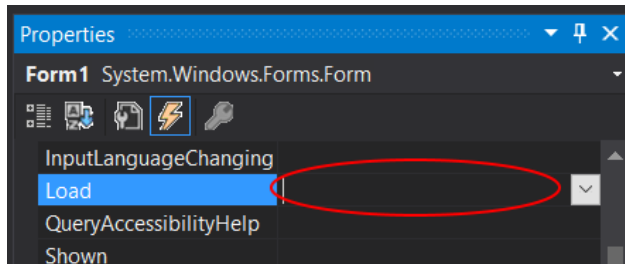 Properties
Form1 System.Windows.Forms.Form
InputLanguageChanging
Load
QueryAccessibilityHelp
Shown